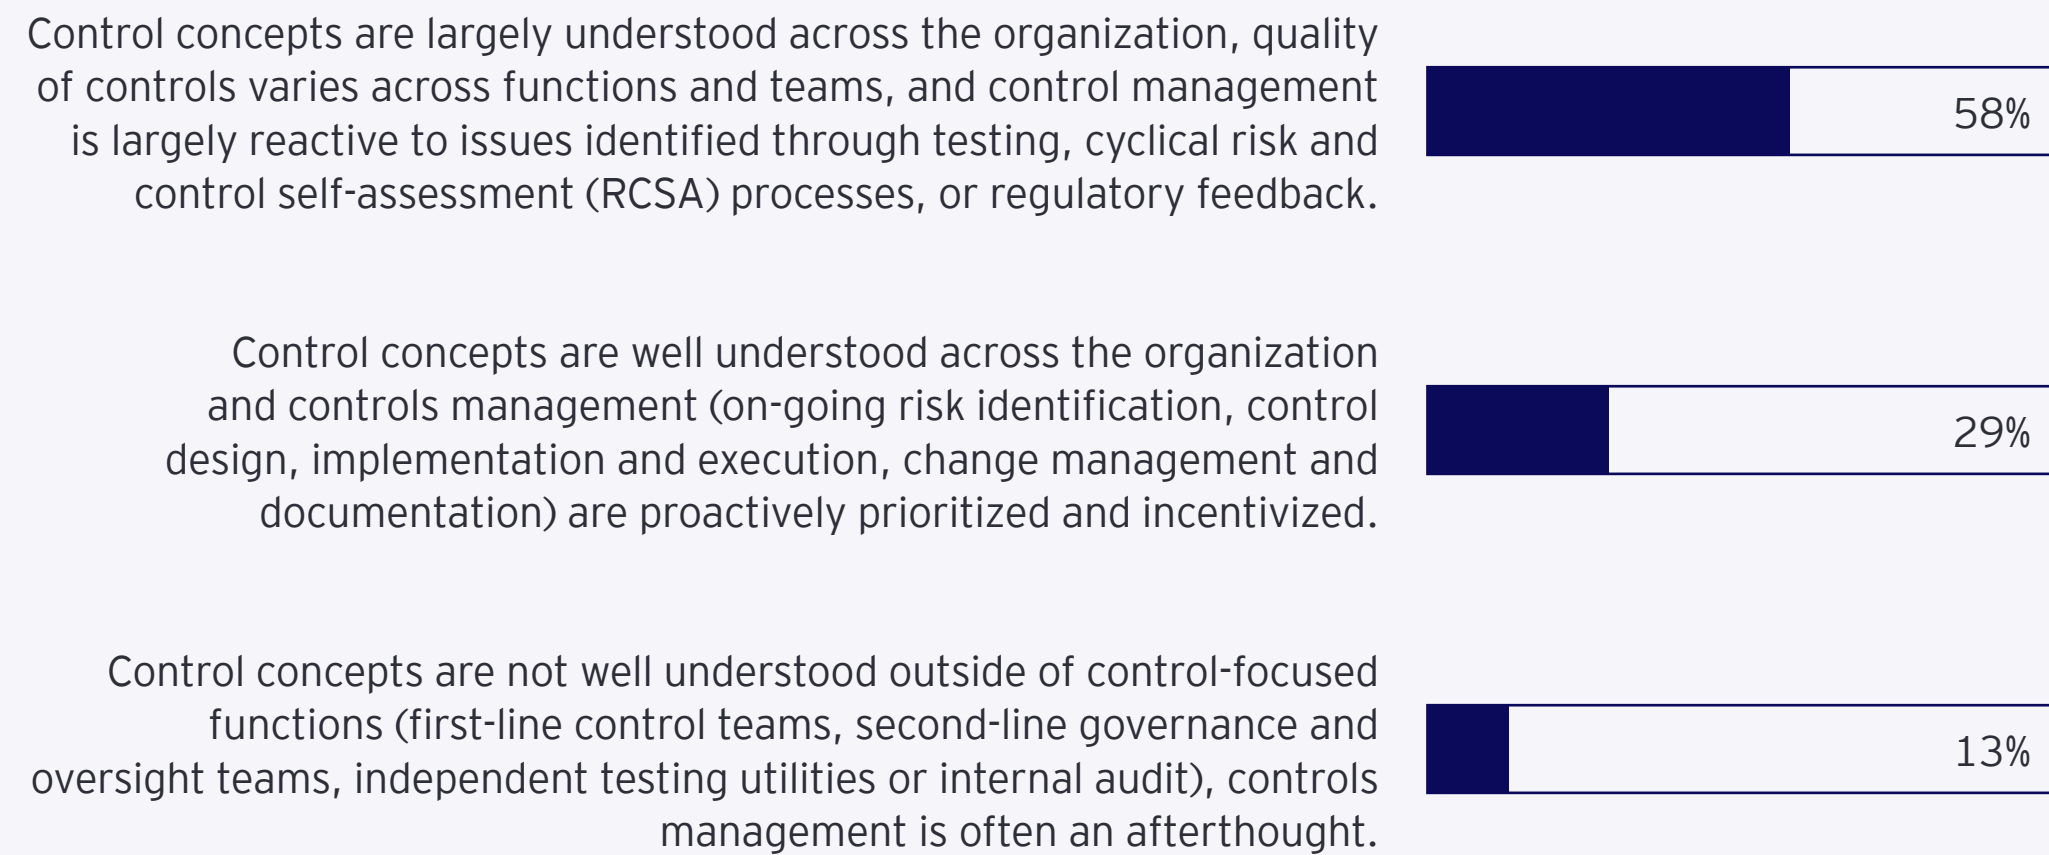 Control concepts are largely understood across the organization, quality
of controls varies across functions and teams, and control management
is largely reactive to issues identified through testing, cyclical risk and
control self-assessment (RCSA) processes, or regulatory feedback.
58%
Control concepts are well understood across the organization
and controls management (on-going risk identification, control
design, implementation and execution, change management and
documentation) are proactively prioritized and incentivized.
29%
Control concepts are not well understood outside of control-focused
functions (first-line control teams, second-line governance and
oversight teams, independent testing utilities or internal audit), controls
management is often an afterthought.
13%